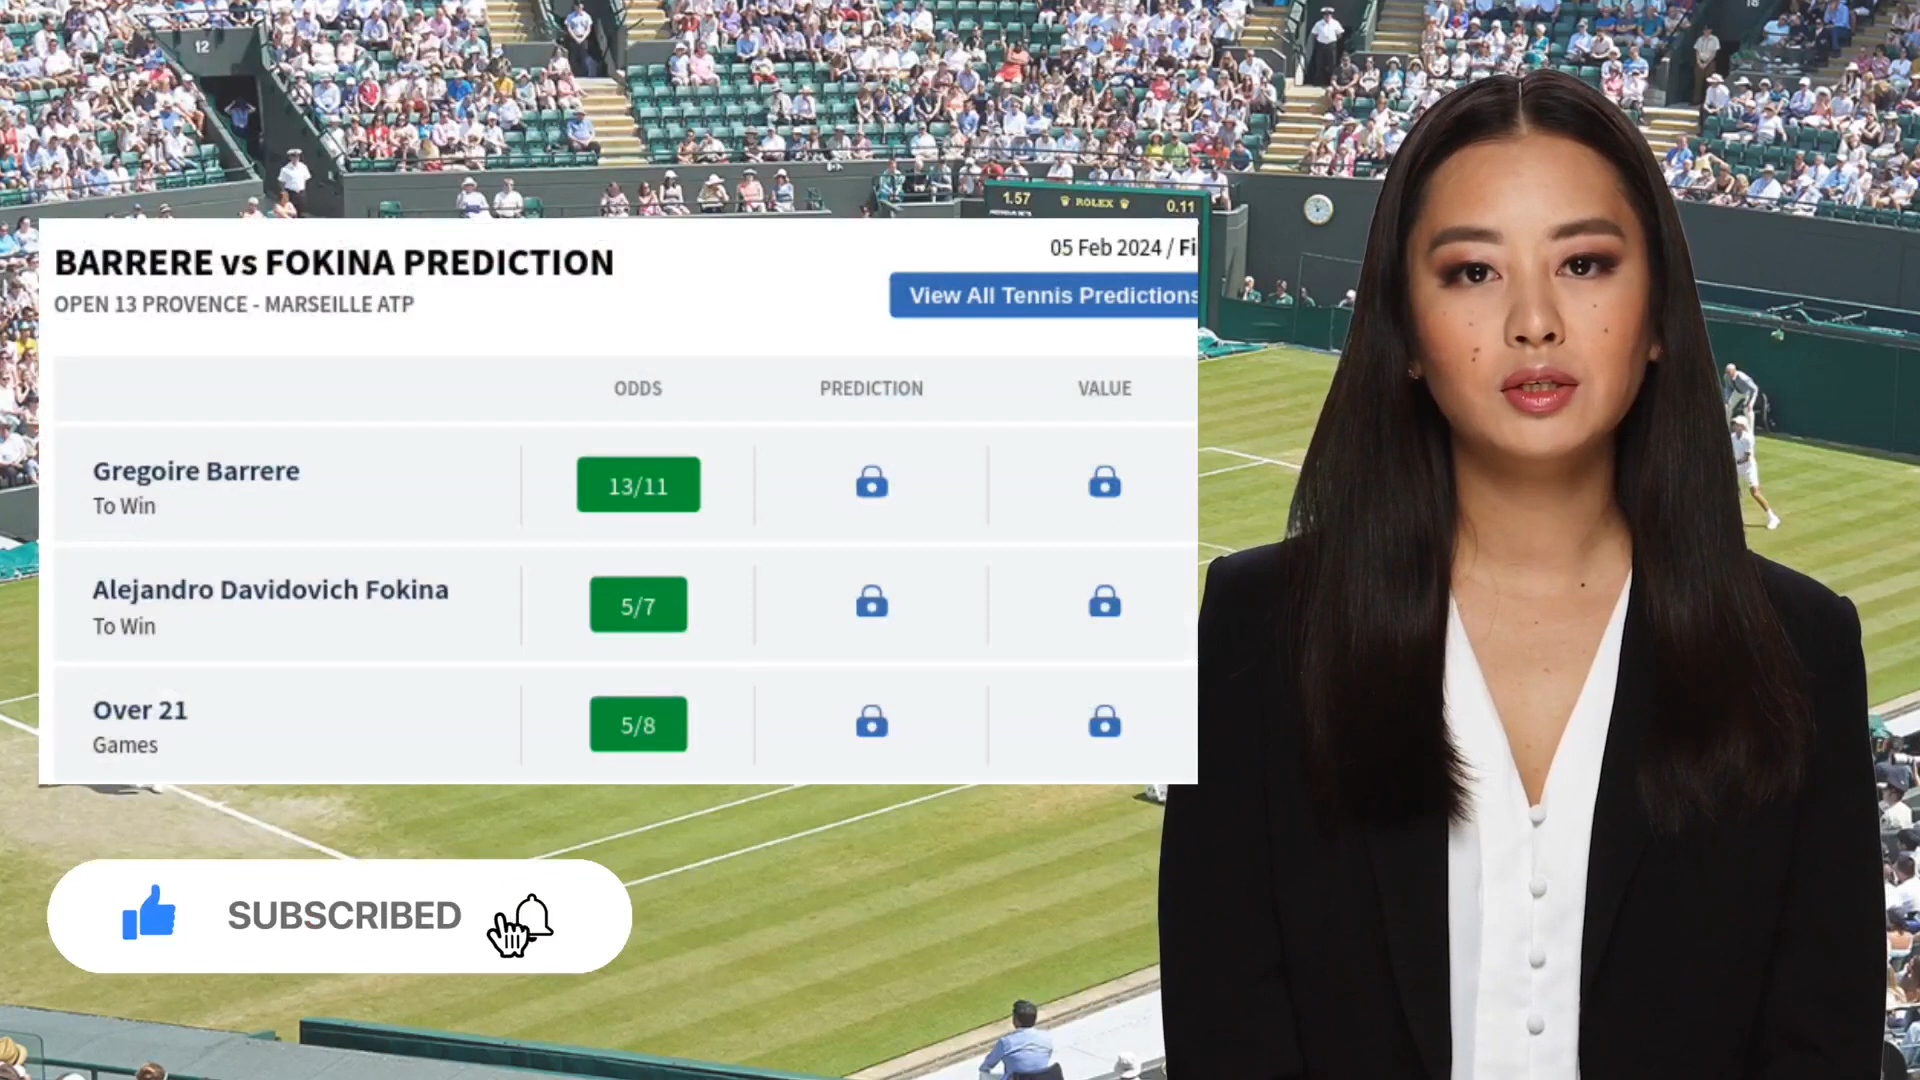 12
18
1.57 ROLEX 0.11
BARRERE vs FOKINA PREDICTION
05 Feb 2024 / Fi
OPEN 13 PROVENCE - MARSEILLE ATP
View All Tennis Predictions
ODDS PREDICTION VALUE
Gregoire Barrere
To Win
13/11
Alejandro Davidovich Fokina
To Win
5/7
Over 21
Games
5/8
SUBSCRIBED